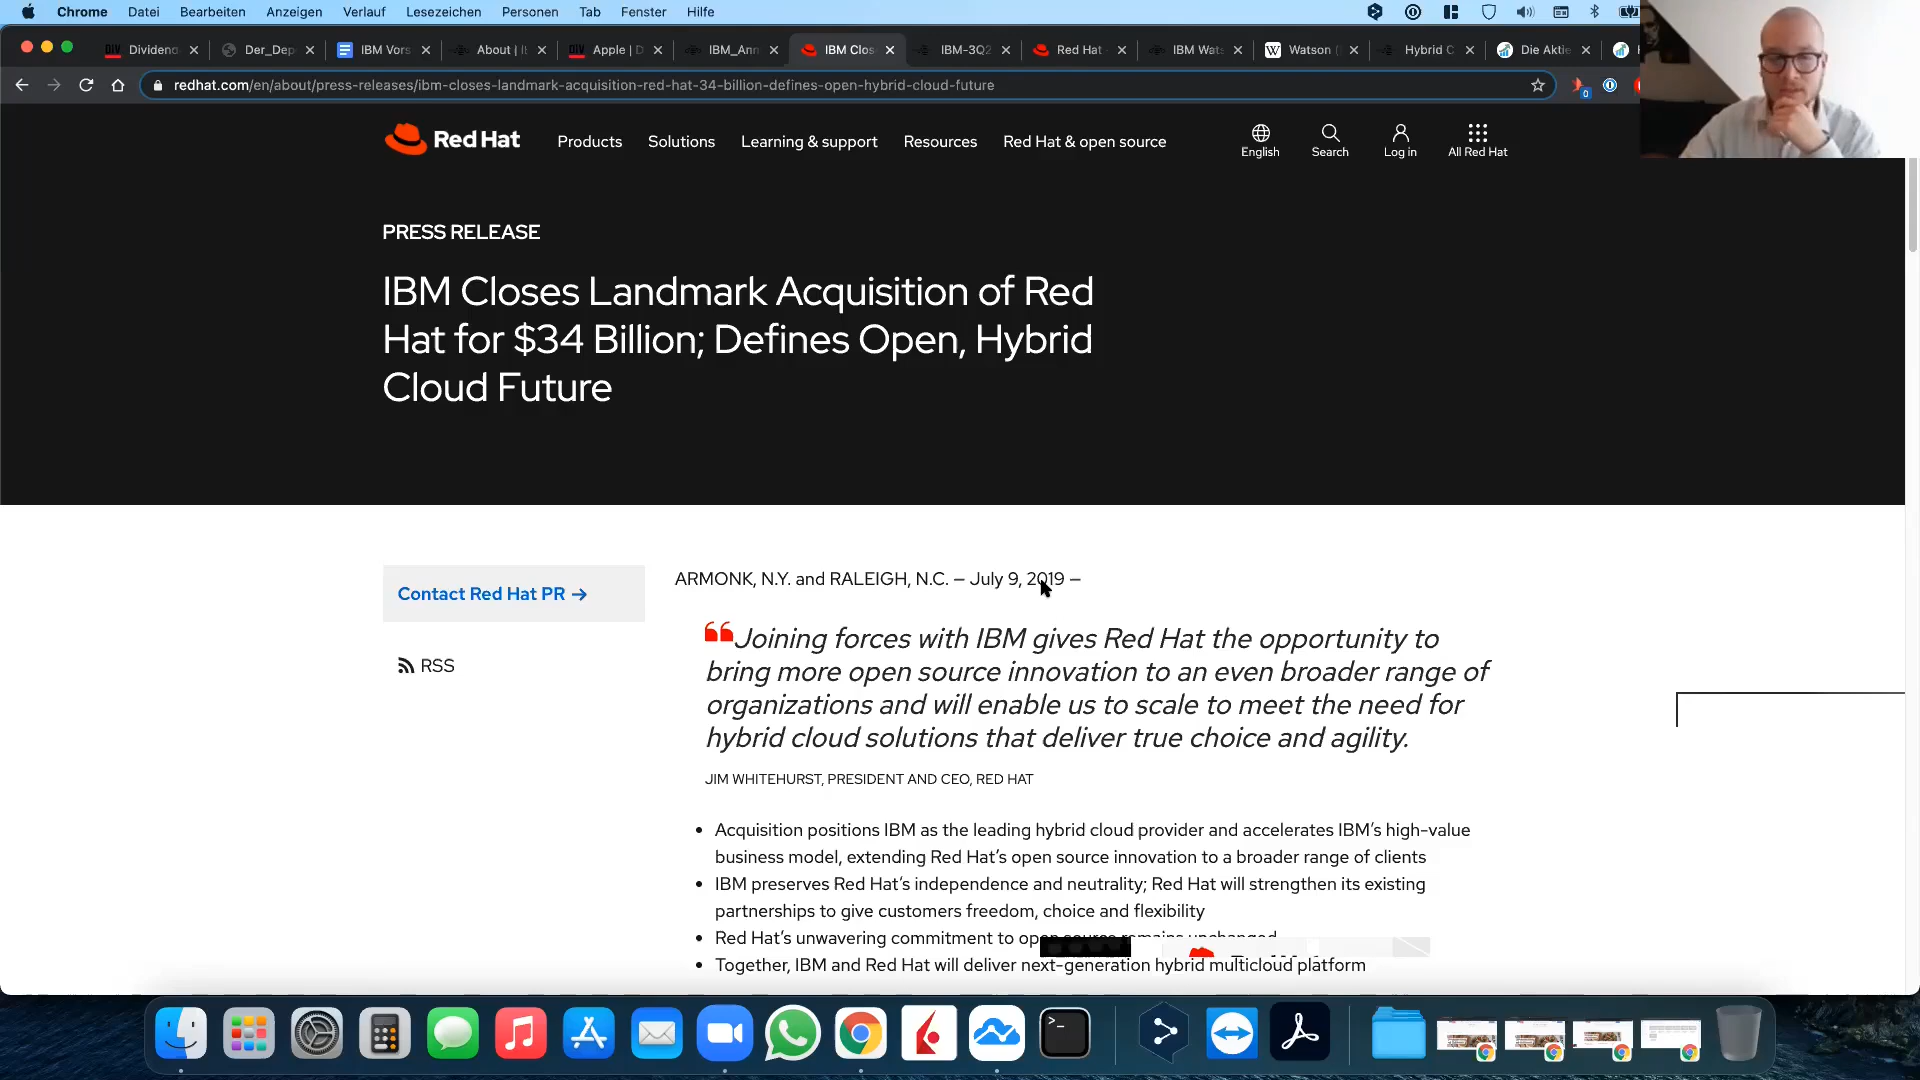 Chrome Datei Bearbeiten Anzeigen Verlauf Lesezeichen Personen Tab Fenster Hilfe
Dividend Der_Dep IBM Vors About | I Apple | D IBM_Ann IBM Clos IBM-3Q2 Red Hat IBM Wat Watson ( Hybrid C Die Aktie
redhat.com/en/about/press-releases/ibm-closes-landmark-acquisition-red-hat-34-billion-defines-open-hybrid-cloud-future
0
Red Hat Products Solutions Learning & support Resources Red Hat & open source English Search Log in All Red Hat
PRESS RELEASE
IBM Closes Landmark Acquisition of Red
Hat for $34 Billion; Defines Open, Hybrid
Cloud Future
Contact Red Hat PR →
RSS
ARMONK, N.Y. and RALEIGH, N.C. – July 9, 2019 –
“Joining forces with IBM gives Red Hat the opportunity to
bring more open source innovation to an even broader range of
organizations and will enable us to scale to meet the need for
hybrid cloud solutions that deliver true choice and agility.
JIM WHITEHURST, PRESIDENT AND CEO, RED HAT
• Acquisition positions IBM as the leading hybrid cloud provider and accelerates IBM’s high-value
business model, extending Red Hat’s open source innovation to a broader range of clients
• IBM preserves Red Hat’s independence and neutrality; Red Hat will strengthen its existing
partnerships to give customers freedom, choice and flexibility
• Red Hat’s unwavering commitment to open source remains unchanged
• Together, IBM and Red Hat will deliver next-generation hybrid multicloud platform